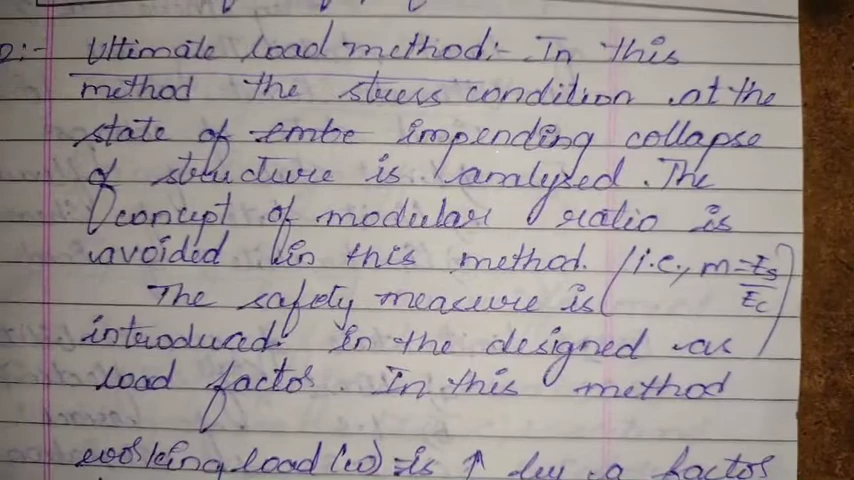 2:- Ultimate load method:- In this
method the stress condition at the
state of embe impending collapse
of structure is analysed. The
concept of modular ratio is
avoided in this method. (i.e., m=Es/Ec)
The safety measure is
introduced in the designed as
load factor. In this method
working load (w) is ↑ by a factor